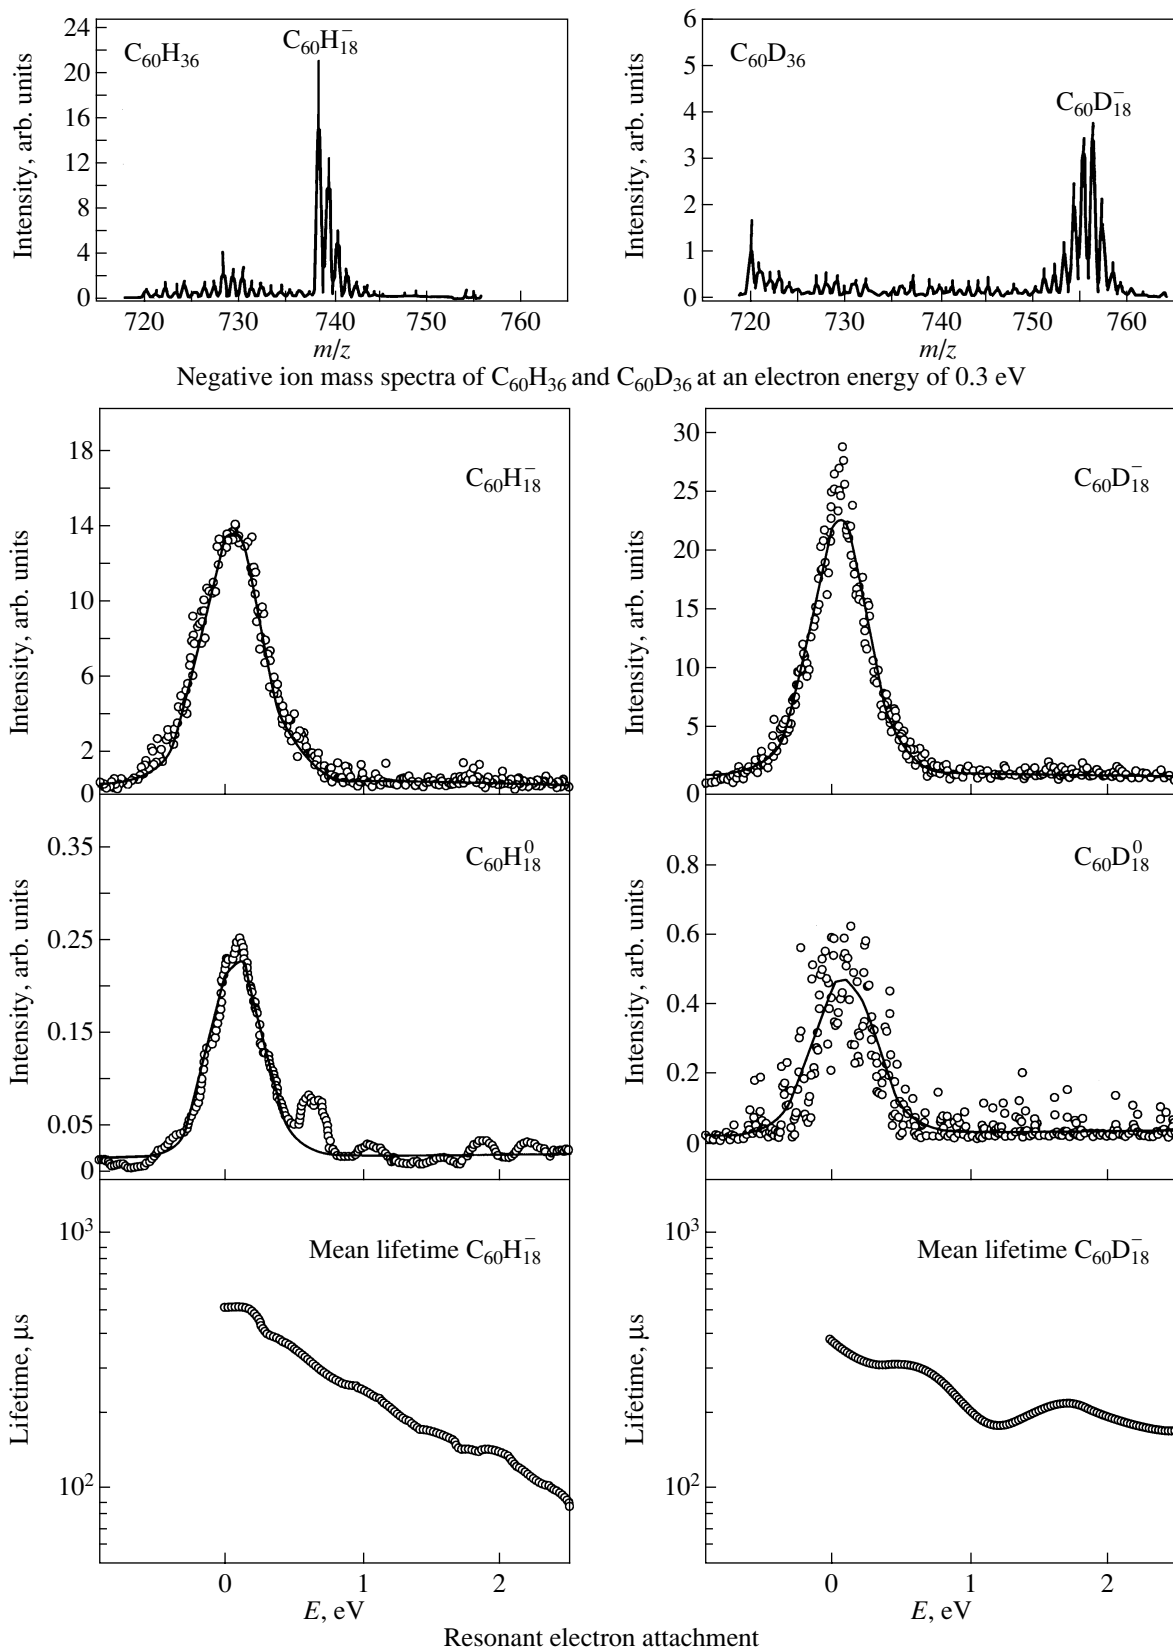 24
20
16
12
8
4
0
Intensity, arb. units
C₆₀H₃₆
C₆₀H₁₈⁻
720 730 740 750 760
m/z
6
5
4
3
2
1
0
Intensity, arb. units
C₆₀D₃₆
C₆₀D₁₈⁻
720 730 740 750 760
m/z
Negative ion mass spectra of C₆₀H₃₆ and C₆₀D₃₆ at an electron energy of 0.3 eV
18
14
10
6
2
0
Intensity, arb. units
C₆₀H₁₈⁻
30
25
20
15
10
5
0
Intensity, arb. units
C₆₀D₁₈⁻
0.35
0.25
0.15
0.05
0
Intensity, arb. units
C₆₀H₁₈⁰
0.8
0.6
0.4
0.2
0
Intensity, arb. units
C₆₀D₁₈⁰
10³
10²
Lifetime, μs
Mean lifetime C₆₀H₁₈⁻
0 1 2
E, eV
10³
10²
Lifetime, μs
Mean lifetime C₆₀D₁₈⁻
0 1 2
E, eV
Resonant electron attachment